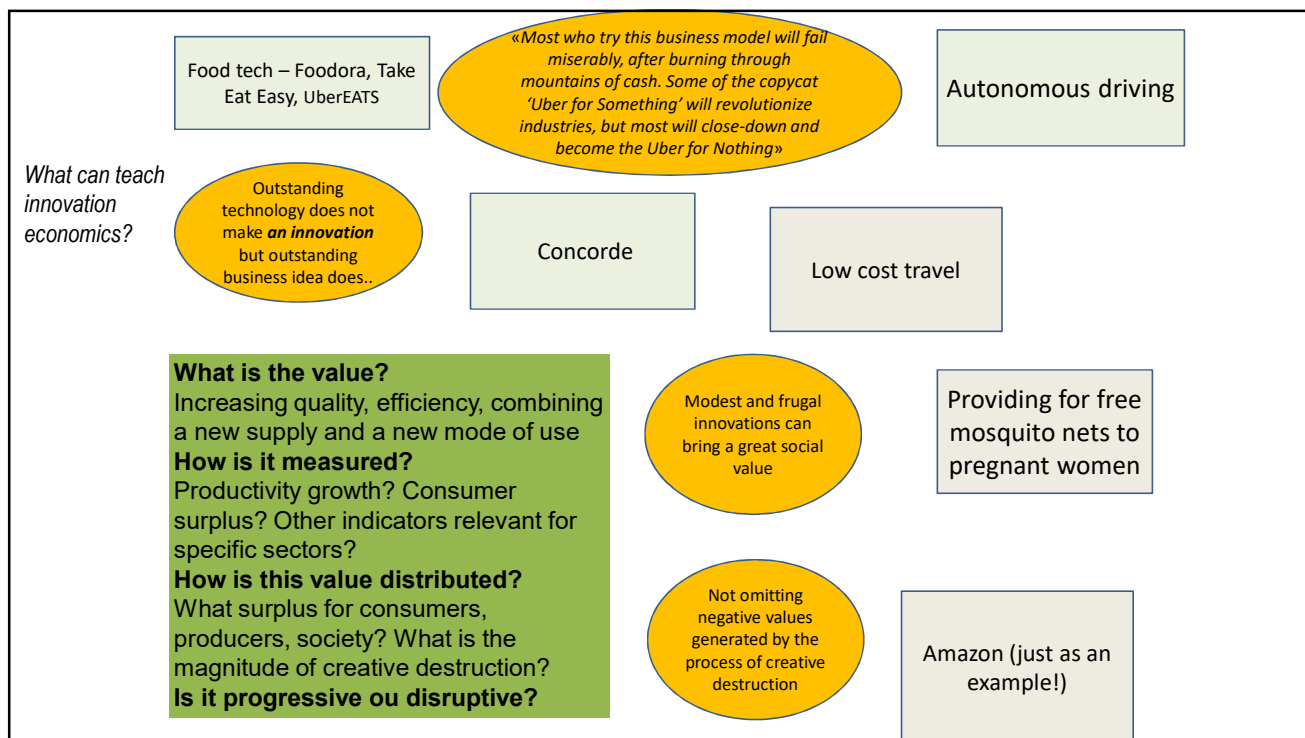 Food tech – Foodora, Take
Eat Easy, UberEATS
«Most who try this business model will fail
miserably, after burning through
mountains of cash. Some of the copycat
‘Uber for Something’ will revolutionize
industries, but most will close-down and
become the Uber for Nothing»
Autonomous driving
What can teach
innovation
economics?
Outstanding
technology does not
make an innovation
but outstanding
business idea does..
Concorde
Low cost travel
What is the value?
Increasing quality, efficiency, combining
a new supply and a new mode of use
How is it measured?
Productivity growth? Consumer
surplus? Other indicators relevant for
specific sectors?
How is this value distributed?
What surplus for consumers,
producers, society? What is the
magnitude of creative destruction?
Is it progressive ou disruptive?
Modest and frugal
innovations can
bring a great social
value
Providing for free
mosquito nets to
pregnant women
Not omitting
negative values
generated by the
process of creative
destruction
Amazon (just as an
example!)